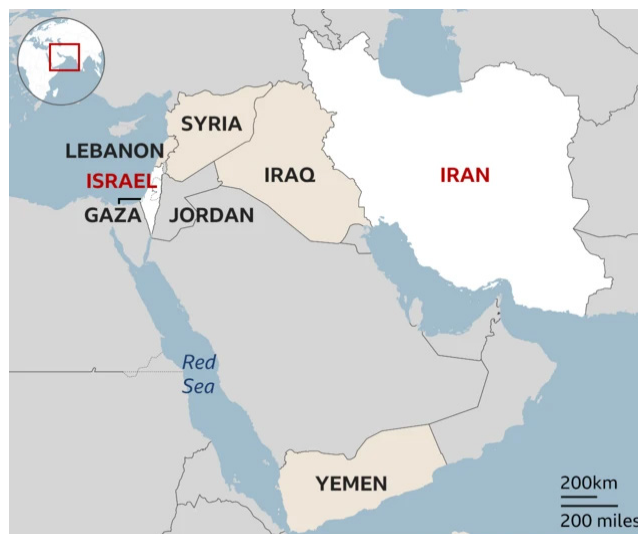 SYRIA
LEBANON
ISRAEL
IRAQ
IRAN
GAZA
JORDAN
Red
Sea
YEMEN
200km
200 miles